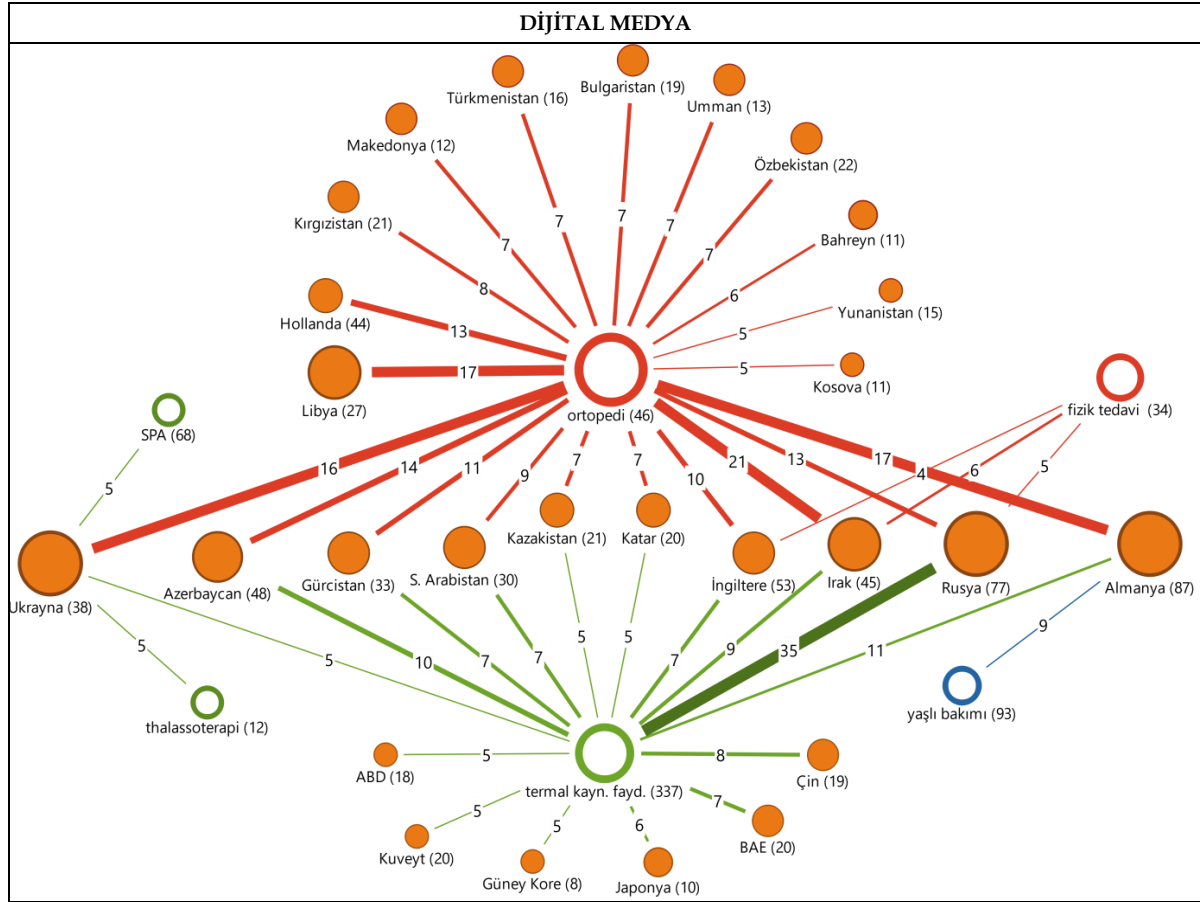 DİJİTAL MEDYA
Bulgaristan (19)
Türkmenistan (16)
Umman (13)
Makedonya (12)
Özbekistan (22)
Kırgızistan (21)
Bahreyn (11)
7
7
7
7
7
8
6
Yunanistan (15)
Hollanda (44)
13
5
Libya (27)
17
5
Kosova (11)
ortopedi (46)
fizik tedavi (34)
SPA (68)
16
14
11
9
7
7
10
21
13
17
4
6
5
5
Kazakistan (21)
Katar (20)
Ukrayna (38)
Azerbaycan (48)
Gürcistan (33)
S. Arabistan (30)
İngiltere (53)
Irak (45)
Rusya (77)
Almanya (87)
5
5
10
7
7
5
5
7
9
35
11
9
thalassoterapi (12)
yaşlı bakımı (93)
ABD (18)
5
8
Çin (19)
termal kayn. fayd. (337)
5
5
6
7
Kuveyt (20)
Güney Kore (8)
Japonya (10)
BAE (20)